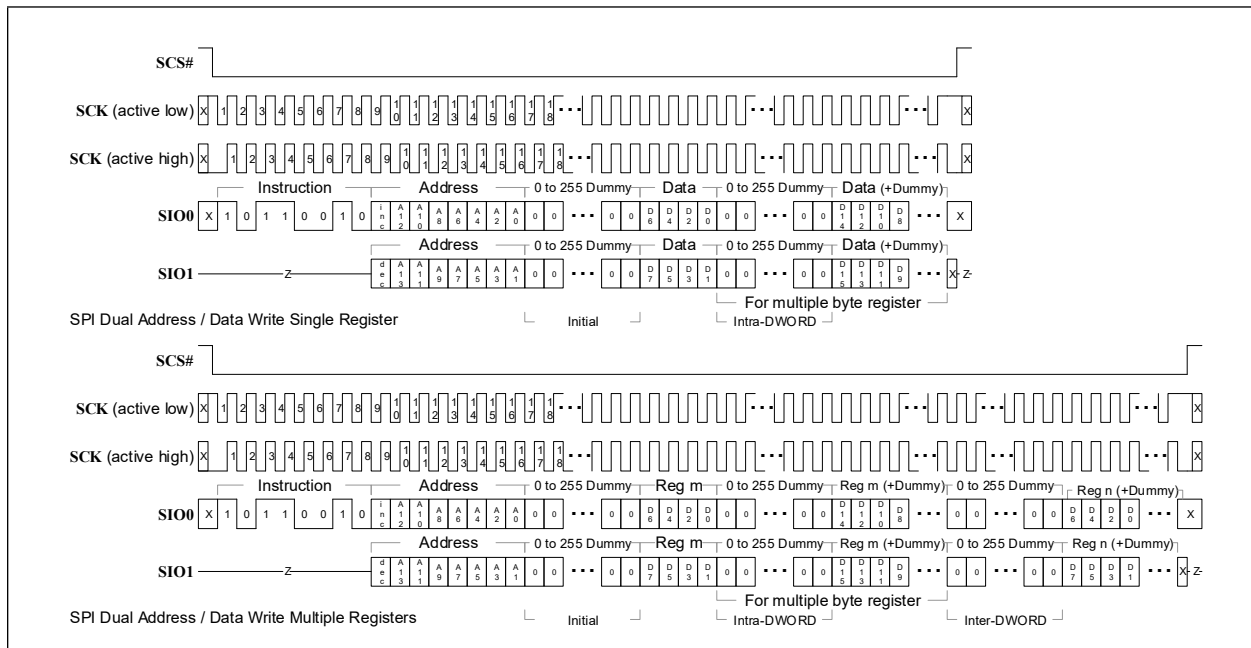 SCS#
SCK (active low) X 1 2 3 4 5 6 7 8 9 10 11 12 13 14 15 16 17 18 ··· ··· ··· X
SCK (active high) X 1 2 3 4 5 6 7 8 9 10 11 12 13 14 15 16 17 18 ··· ··· ··· X
Instruction Address 0 to 255 Dummy Data 0 to 255 Dummy Data (+Dummy)
SIO0 X 1 0 1 1 0 0 1 0 inc A12 A10 A8 A6 A4 A2 A0 0 0 ··· 0 0 D6 D4 D2 D0 0 0 ··· 0 0 D14 D12 D10 D8 ··· X
Address 0 to 255 Dummy Data 0 to 255 Dummy Data (+Dummy)
SIO1 Z dec A13 A11 A9 A7 A5 A3 A1 0 0 ··· 0 0 D7 D5 D3 D1 0 0 ··· 0 0 D15 D13 D11 D9 ··· X Z
For multiple byte register
SPI Dual Address / Data Write Single Register Initial Intra-DWORD
SCS#
SCK (active low) X 1 2 3 4 5 6 7 8 9 10 11 12 13 14 15 16 17 18 ··· ··· ··· ··· ··· X
SCK (active high) X 1 2 3 4 5 6 7 8 9 10 11 12 13 14 15 16 17 18 ··· ··· ··· ··· ··· X
Instruction Address 0 to 255 Dummy Reg m 0 to 255 Dummy Reg m (+Dummy) 0 to 255 Dummy Reg n (+Dummy)
SIO0 X 1 0 1 1 0 0 1 0 inc A12 A10 A8 A6 A4 A2 A0 0 0 ··· 0 0 D6 D4 D2 D0 0 0 ··· 0 0 D14 D12 D10 D8 ··· 0 0 ··· 0 0 D6 D4 D2 D0 ··· X
Address 0 to 255 Dummy Reg m 0 to 255 Dummy Reg m (+Dummy) 0 to 255 Dummy Reg n (+Dummy)
SIO1 Z dec A13 A11 A9 A7 A5 A3 A1 0 0 ··· 0 0 D7 D5 D3 D1 0 0 ··· 0 0 D15 D13 D11 D9 ··· 0 0 ··· 0 0 D7 D5 D3 D1 ··· X Z
For multiple byte register
SPI Dual Address / Data Write Multiple Registers Initial Intra-DWORD Inter-DWORD